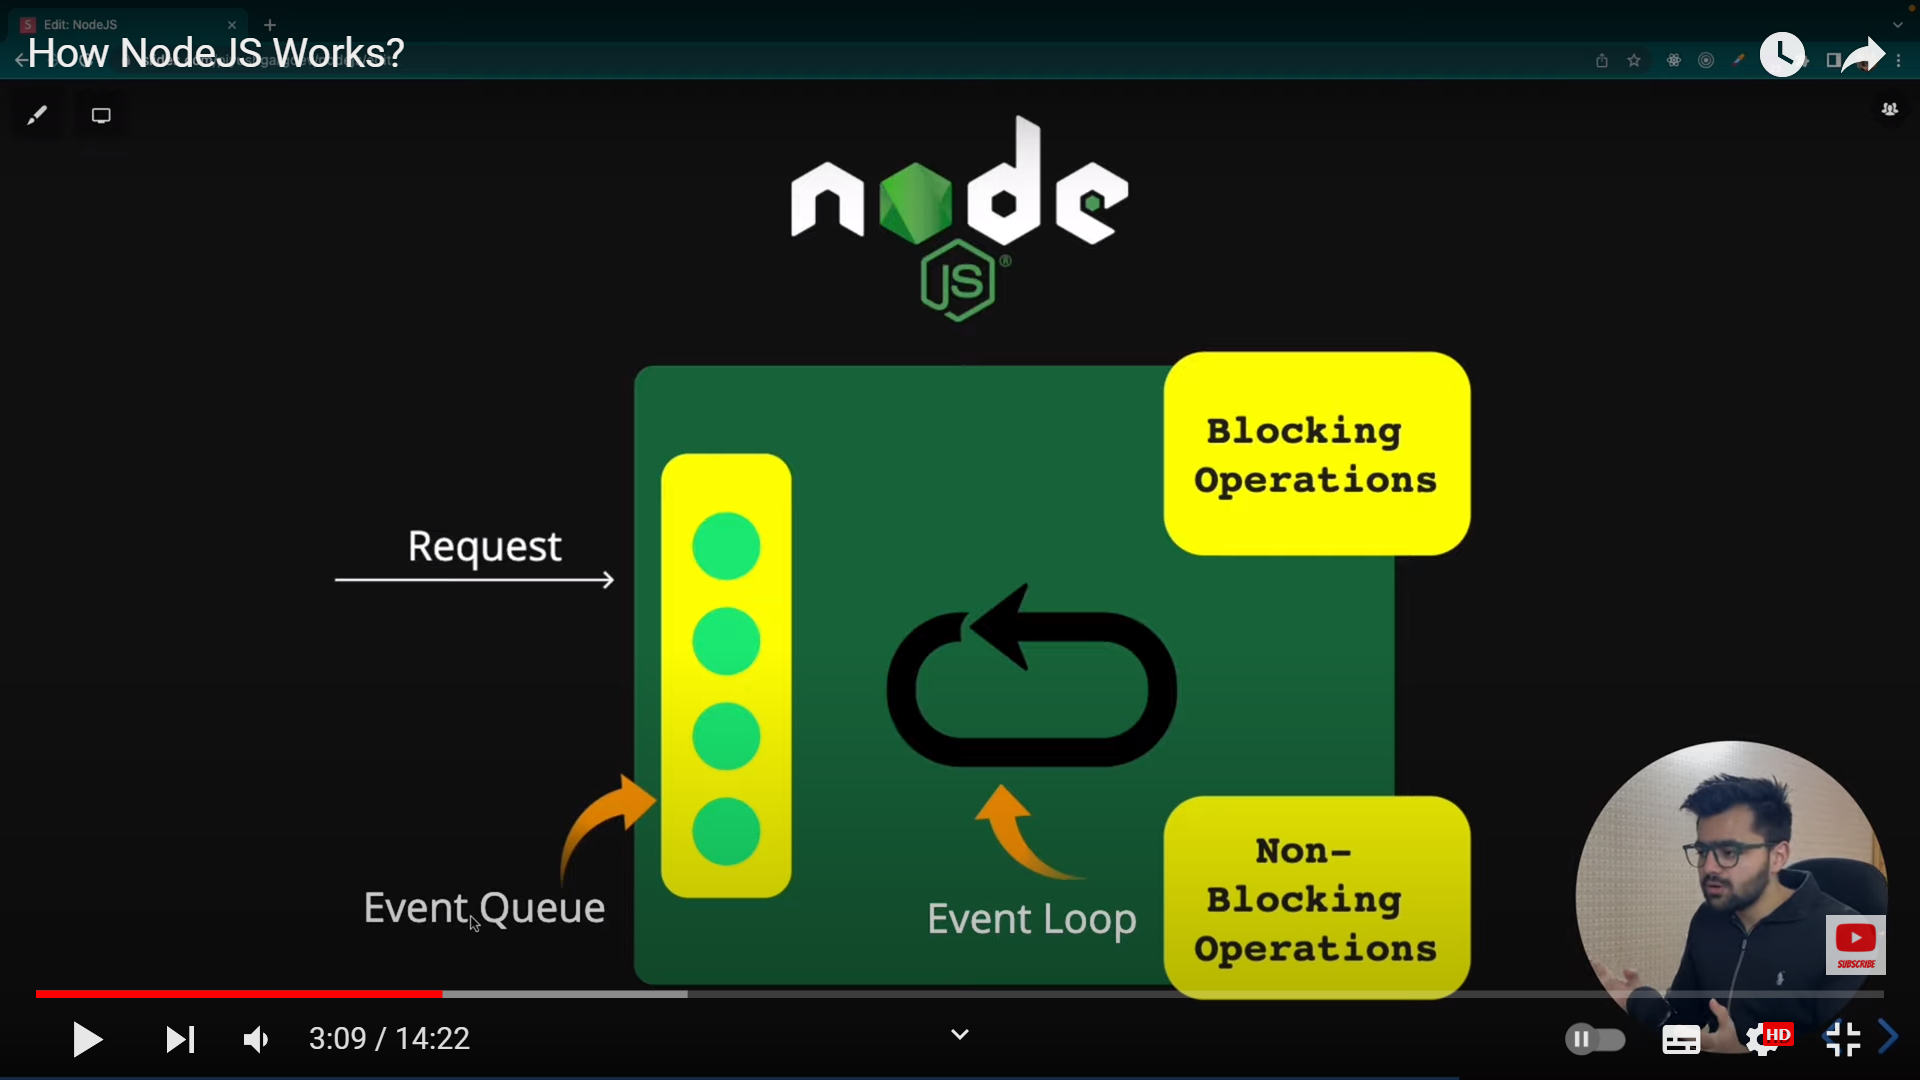 Edit: NodeJS
How NodeJS Works?
node
JS®
Blocking
Operations
Request
Event Queue
Event Loop
Non-
Blocking
Operations
SUBSCRIBE
3:09 / 14:22
HD